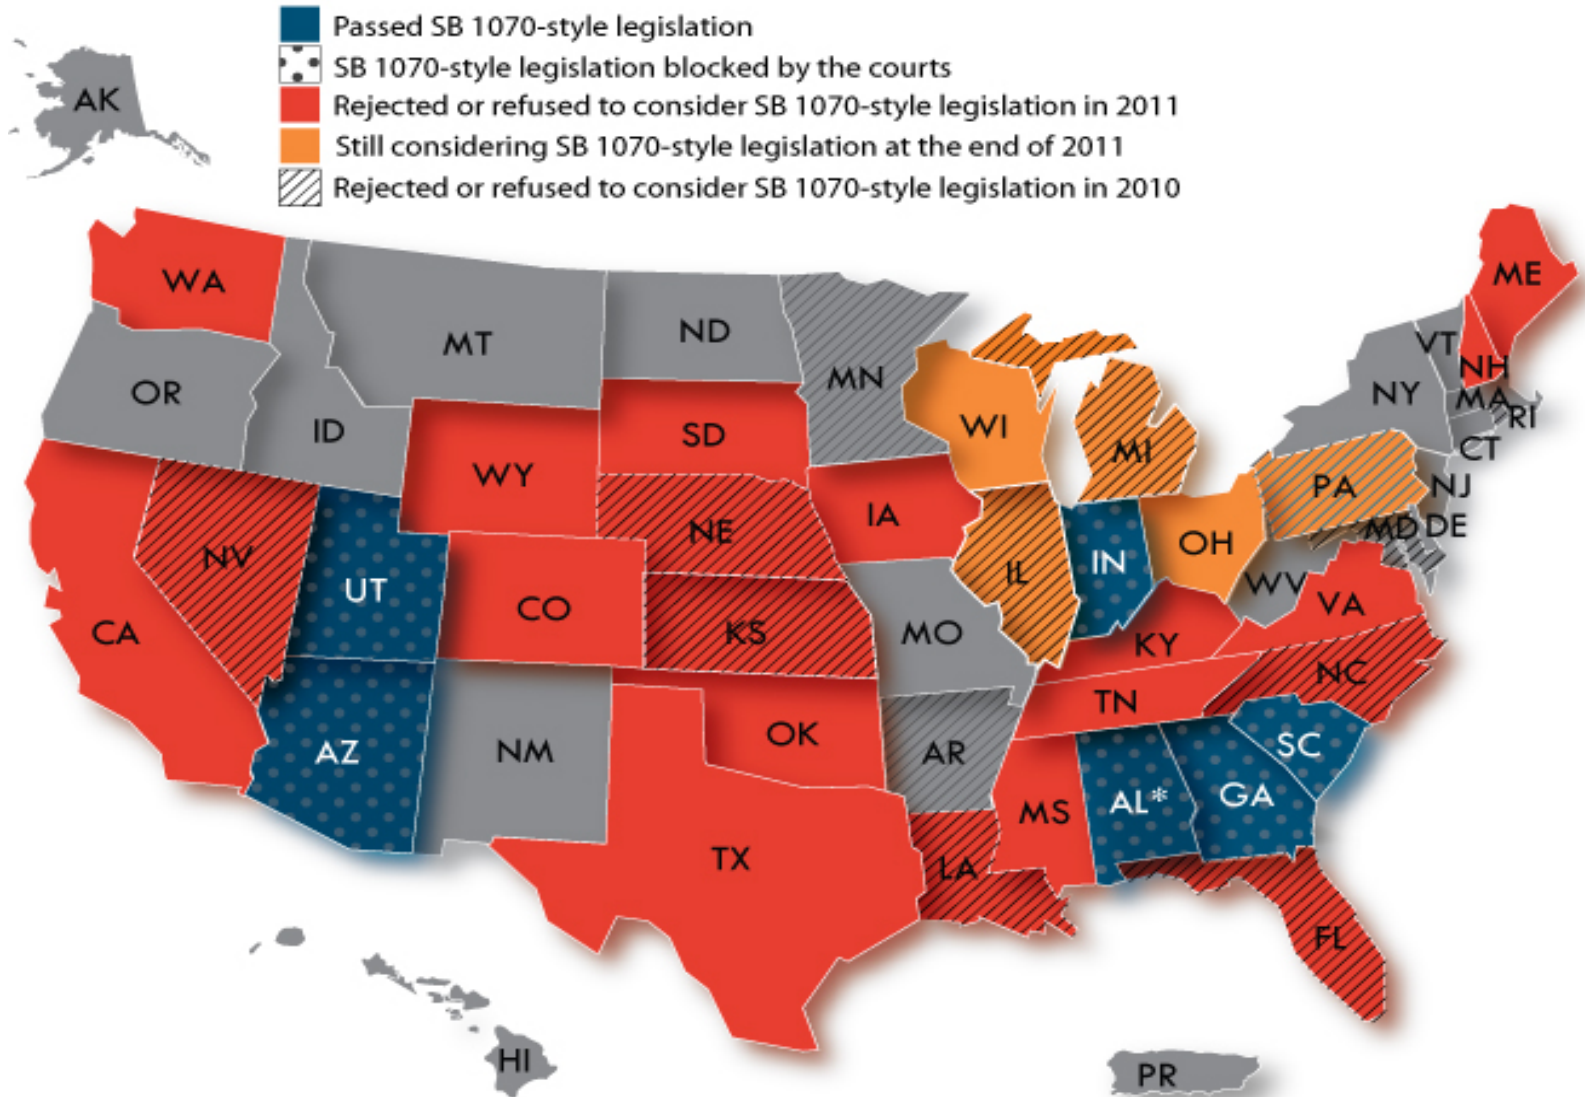 Passed SB 1070-style legislation
SB 1070-style legislation blocked by the courts
Rejected or refused to consider SB 1070-style legislation in 2011
Still considering SB 1070-style legislation at the end of 2011
Rejected or refused to consider SB 1070-style legislation in 2010
AK
WA
ME
MT
ND
VT
NH
MN
OR
NY
MA
RI
ID
SD
WI
CT
WY
MI
PA
NJ
IA
NE
MD
DE
NV
OH
IN
IL
UT
WV
CO
VA
CA
KS
MO
KY
NC
TN
AZ
NM
OK
AR
SC
TX
MS
AL*
GA
LA
FL
HI
PR